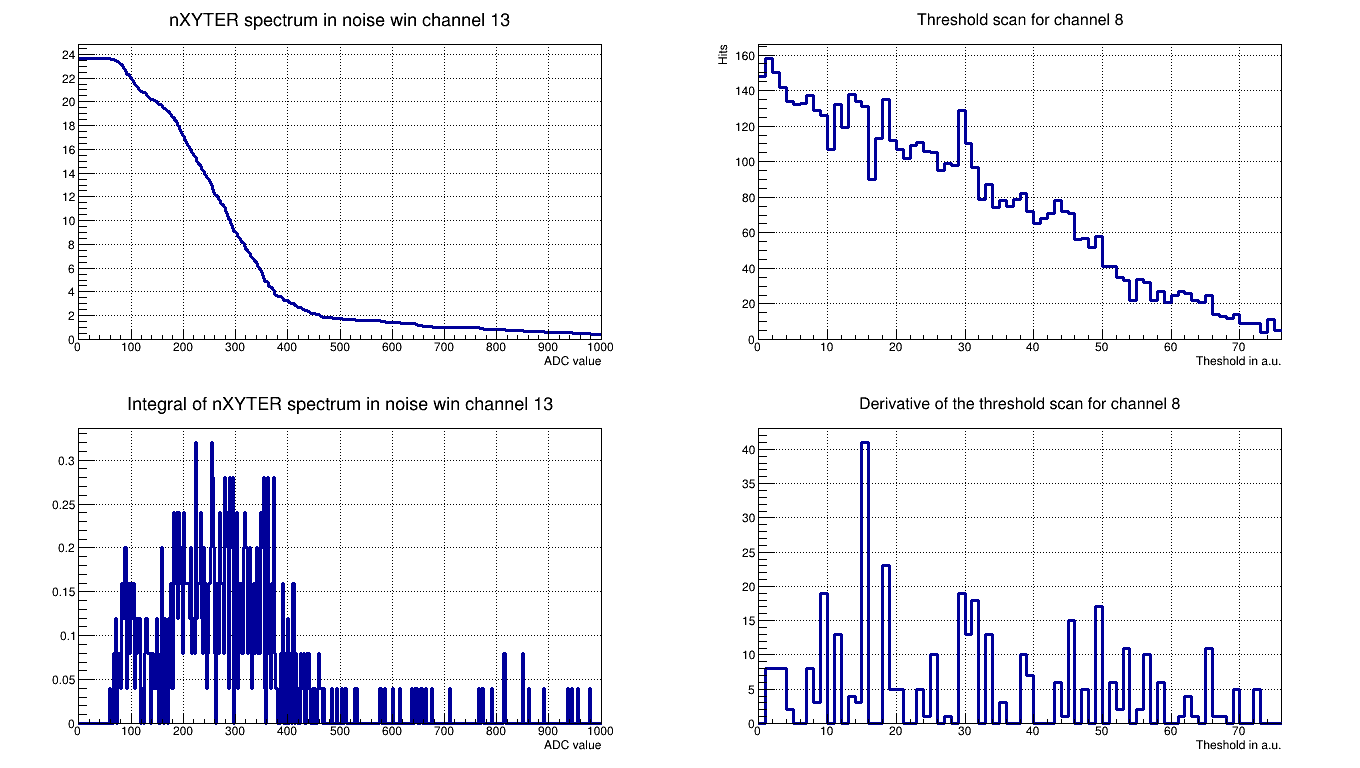 nXYTER spectrum in noise win channel 13
24
22
20
18
16
14
12
10
8
6
4
2
0
0 100 200 300 400 500 600 700 800 900 1000
ADC value
Threshold scan for channel 8
Hits
160
140
120
100
80
60
40
20
0
0 10 20 30 40 50 60 70
Theshold in a.u.
Integral of nXYTER spectrum in noise win channel 13
0.3
0.25
0.2
0.15
0.1
0.05
0
0 100 200 300 400 500 600 700 800 900 1000
ADC value
Derivative of the threshold scan for channel 8
40
35
30
25
20
15
10
5
0
0 10 20 30 40 50 60 70
Theshold in a.u.